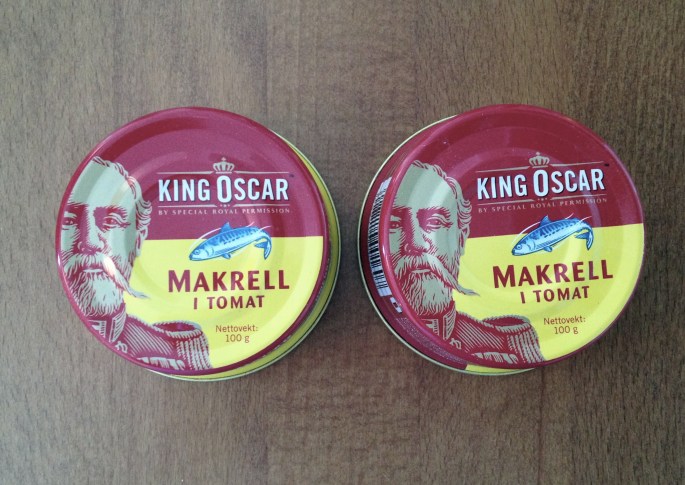 KING OSCAR
BY SPECIAL ROYAL PERMISSION
MAKRELL
I TOMAT
Nettovekt:
100 g
KING OSCAR
BY SPECIAL ROYAL PERMISSION
MAKRELL
I TOMAT
Nettovekt:
100 g